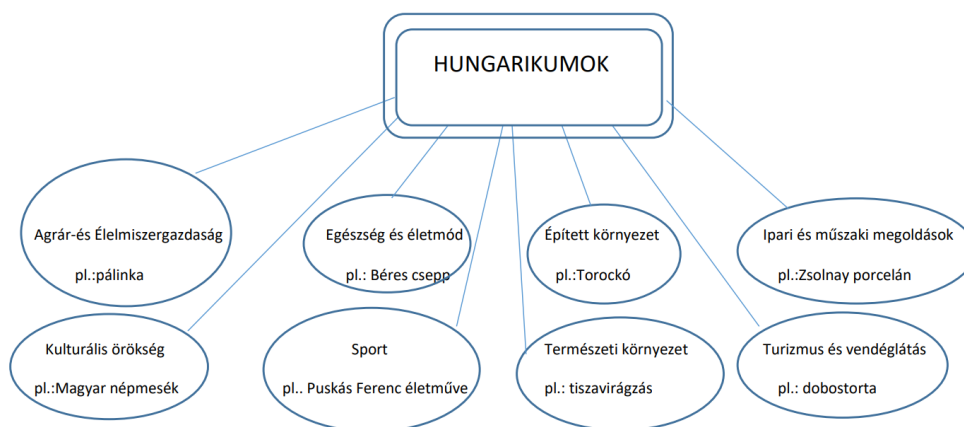 HUNGARIKUMOK
Agrár-és Élelmiszergazdaság
pl.:pálinka
Egészség és életmód
pl.: Béres csepp
Épített környezet
pl.:Torockó
Ipari és műszaki megoldások
pl.:Zsolnay porcelán
Kulturális örökség
pl.:Magyar népmesék
Sport
pl.. Puskás Ferenc életműve
Természeti környezet
pl.: tiszavirágzás
Turizmus és vendéglátás
pl.: dobostorta